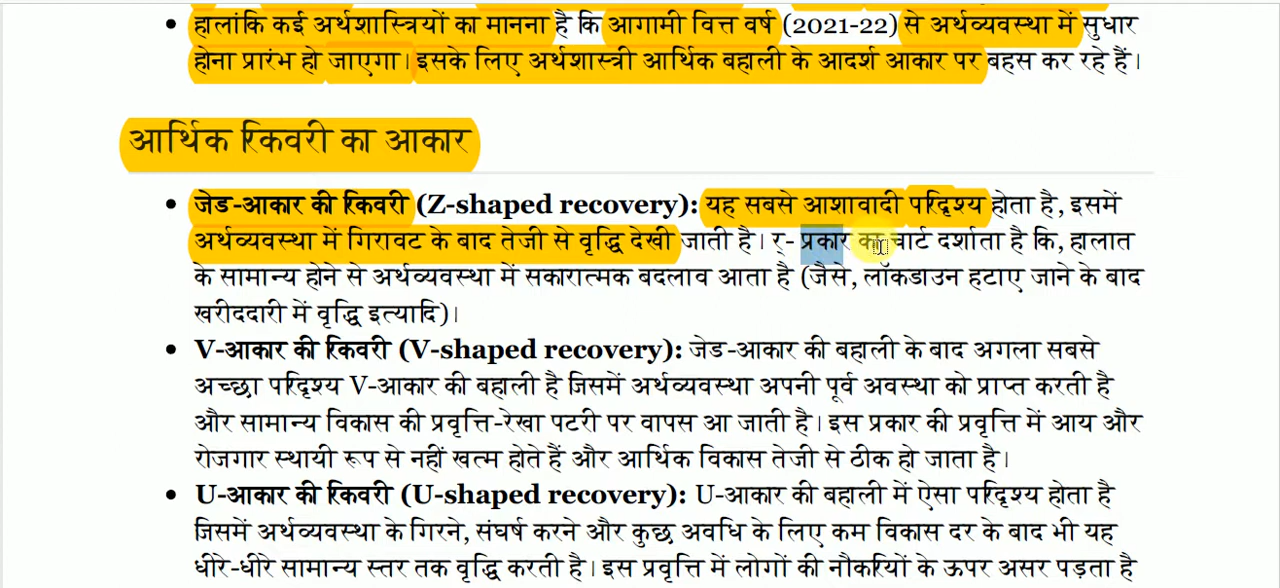 हालांकि कई अर्थशास्त्रियों का मानना है कि आगामी वित्त वर्ष (2021-22) से अर्थव्यवस्था में सुधार
होना प्रारंभ हो जाएगा। इसके लिए अर्थशास्त्री आर्थिक बहाली के आदर्श आकार पर बहस कर रहे हैं।
आर्थिक रिकवरी का आकार
• जेड-आकार की रिकवरी (Z-shaped recovery): यह सबसे आशावादी परिदृश्य होता है, इसमें
अर्थव्यवस्था में गिरावट के बाद तेजी से वृद्धि देखी जाती है। र्- प्रकार का चार्ट दर्शाता है कि, हालात
के सामान्य होने से अर्थव्यवस्था में सकारात्मक बदलाव आता है (जैसे, लॉकडाउन हटाए जाने के बाद
खरीददारी में वृद्धि इत्यादि)।
• V-आकार की रिकवरी (V-shaped recovery): जेड-आकार की बहाली के बाद अगला सबसे
अच्छा परिदृश्य V-आकार की बहाली है जिसमें अर्थव्यवस्था अपनी पूर्व अवस्था को प्राप्त करती है
और सामान्य विकास की प्रवृत्ति-रेखा पटरी पर वापस आ जाती है। इस प्रकार की प्रवृत्ति में आय और
रोजगार स्थायी रूप से नहीं खत्म होते हैं और आर्थिक विकास तेजी से ठीक हो जाता है।
• U-आकार की रिकवरी (U-shaped recovery): U-आकार की बहाली में ऐसा परिदृश्य होता है
जिसमें अर्थव्यवस्था के गिरने, संघर्ष करने और कुछ अवधि के लिए कम विकास दर के बाद भी यह
धीरे-धीरे सामान्य स्तर तक वृद्धि करती है। इस प्रवृत्ति में लोगों की नौकरियों के ऊपर असर पड़ता है